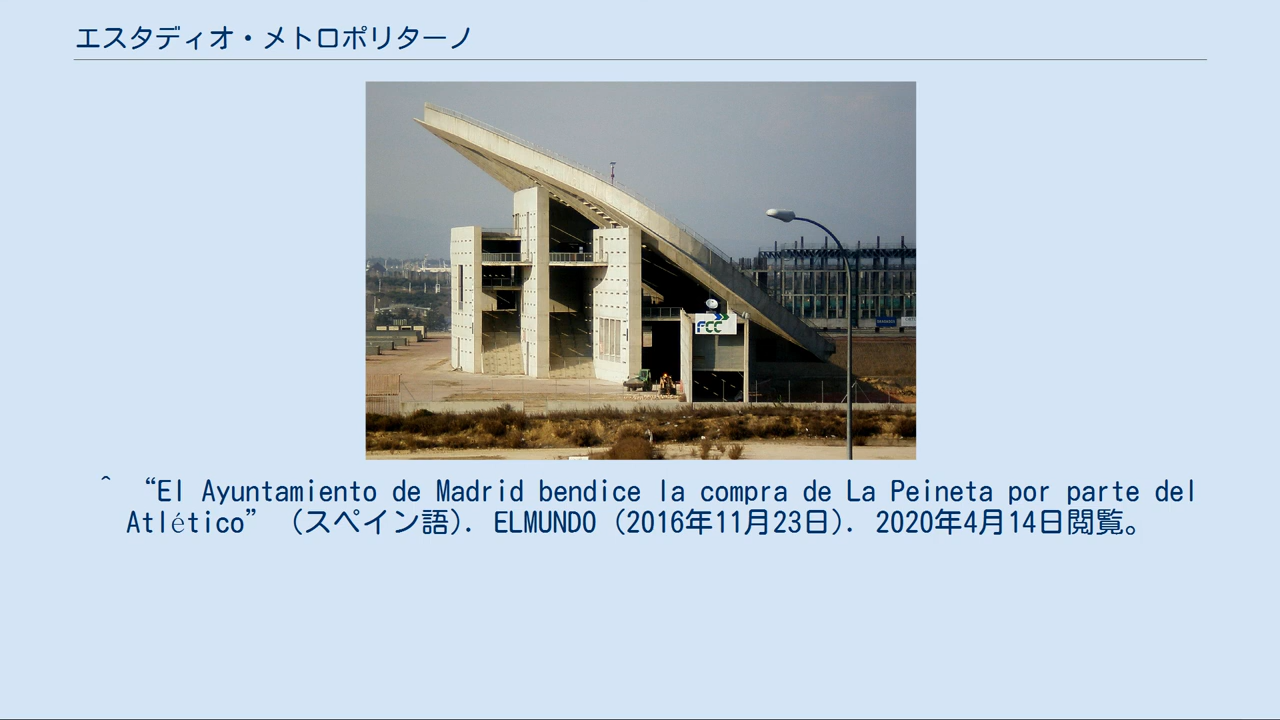 エスタディオ・メトロポリターノ
FCC
^ “El Ayuntamiento de Madrid bendice la compra de La Peineta por parte del
Atlético” (スペイン語). ELMUNDO (2016年11月23日). 2020年4月14日閲覧。